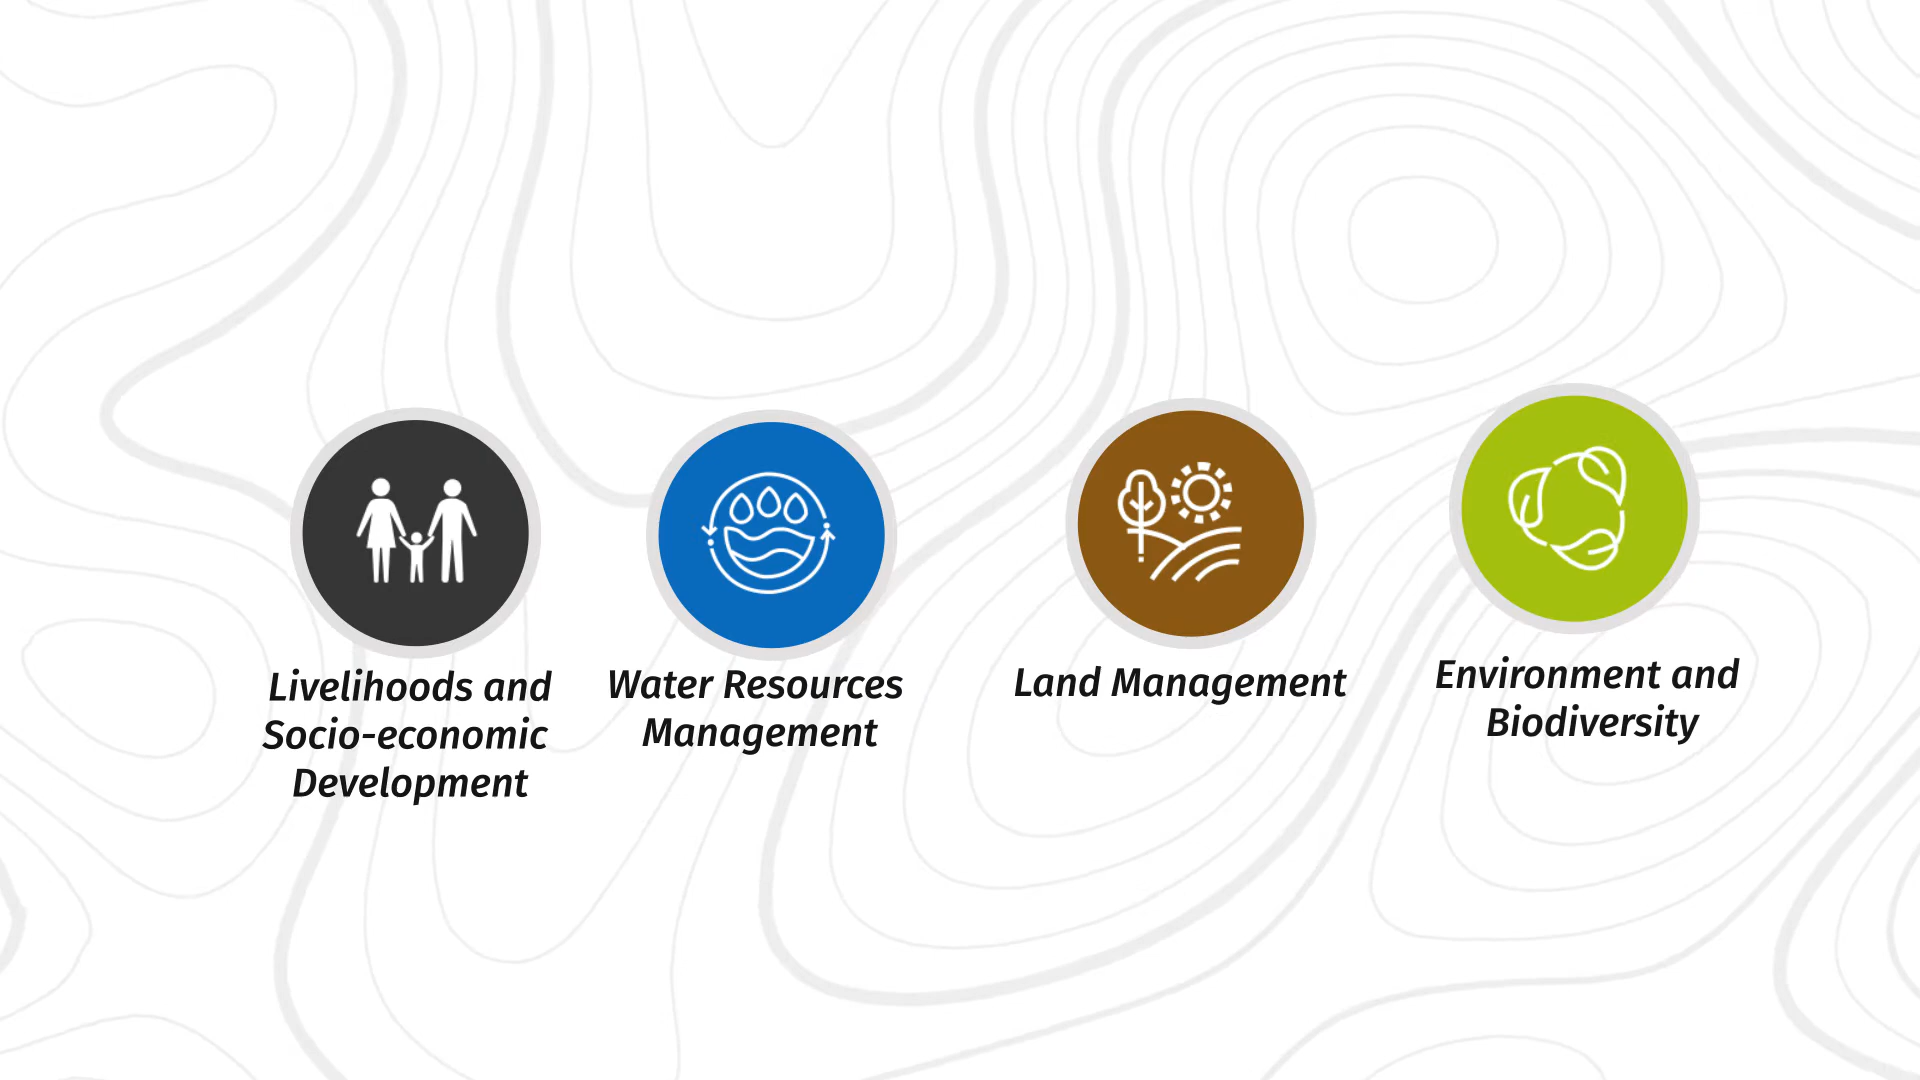 Livelihoods and
Socio-economic
Development
Water Resources
Management
Land Management
Environment and
Biodiversity